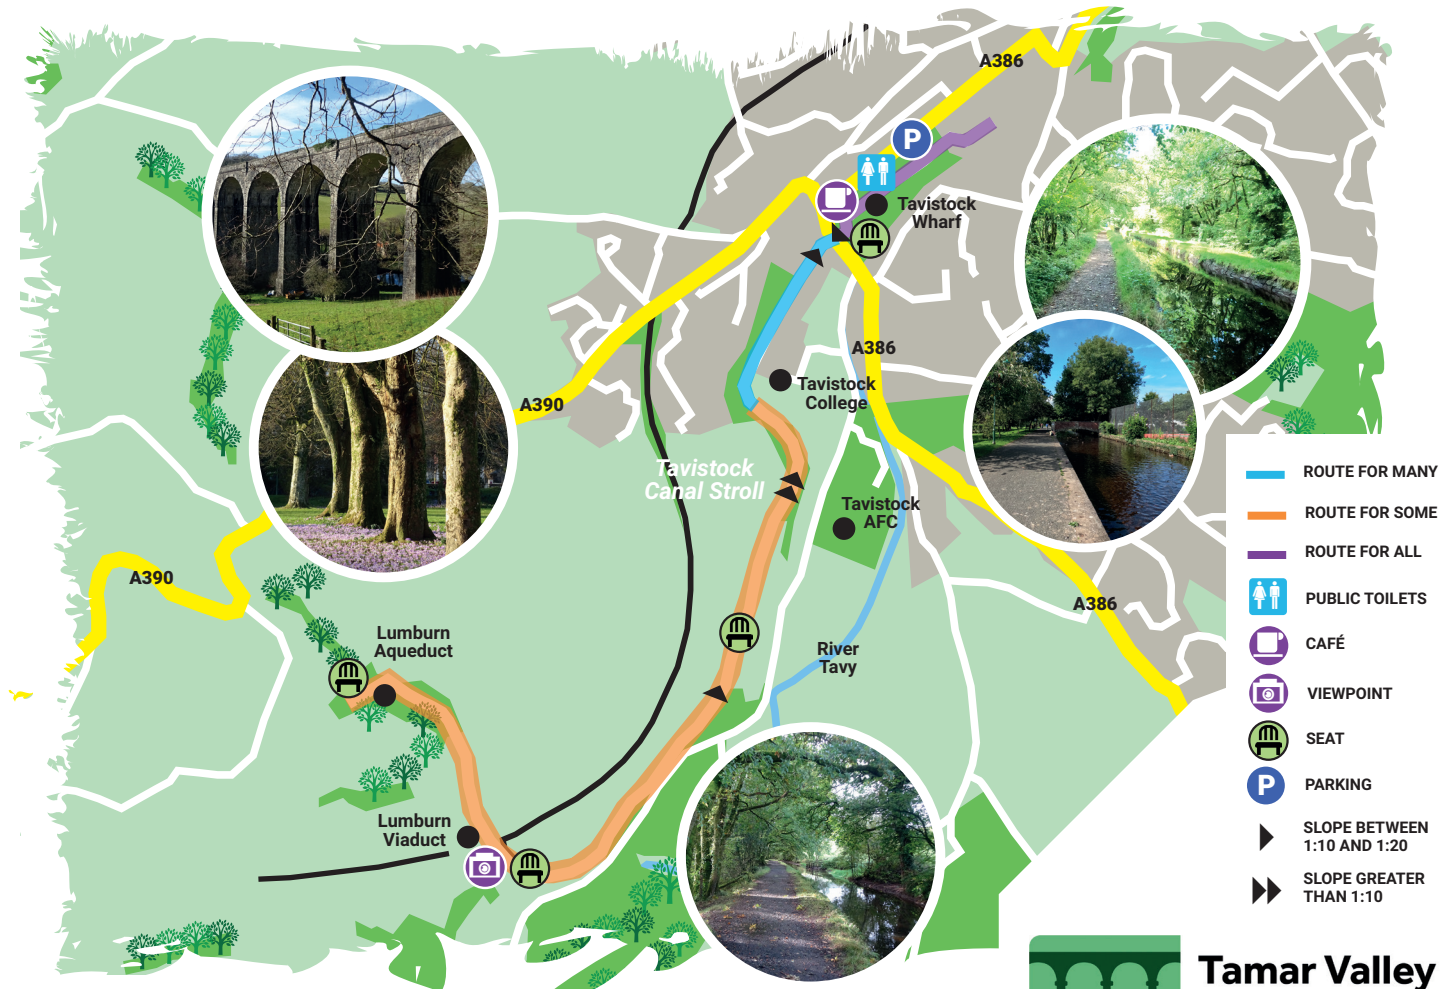 A386
P
Tavistock
Wharf
A386
Tavistock
College
A390
Tavistock
Canal Stroll
Tavistock
AFC
A390
A386
Lumburn
Aqueduct
River
Tavy
Lumburn
Viaduct
ROUTE FOR MANY
ROUTE FOR SOME
ROUTE FOR ALL
PUBLIC TOILETS
CAFÉ
VIEWPOINT
SEAT
P PARKING
SLOPE BETWEEN
1:10 AND 1:20
SLOPE GREATER
THAN 1:10
Tamar Valley